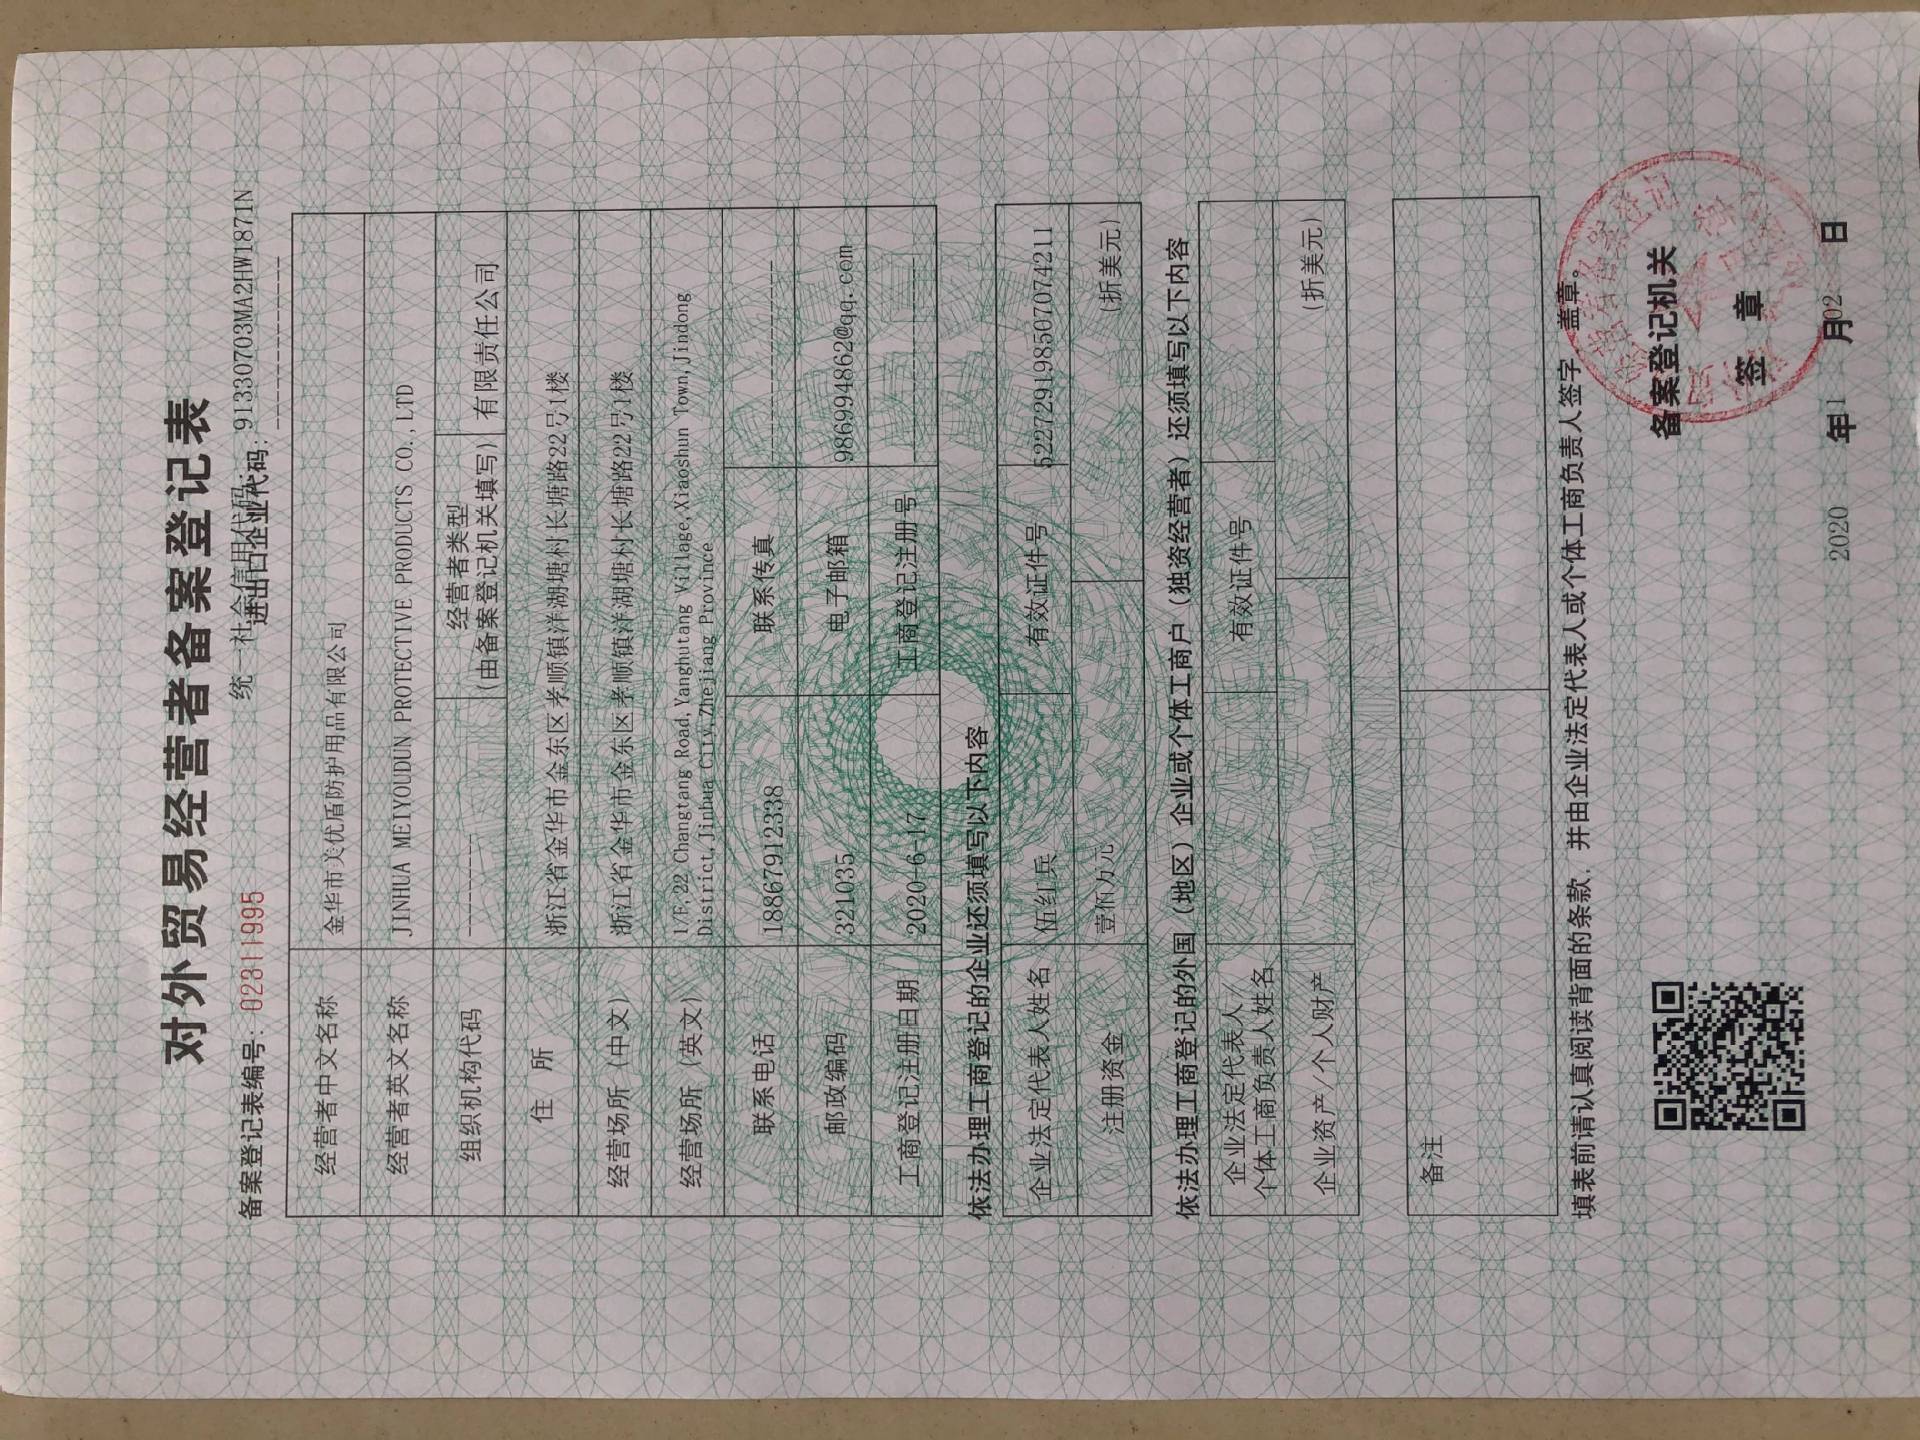 对外贸易经营者备案登记表
统一社会信用代码:91330703MA2HW1871N
备案登记表编号: 02311995
进出口企业代码: ---------------
经营者中文名称 金华市美优盾防护用品有限公司
经营者英文名称 JINHUA MEIYOUDUN PROTECTIVE PRODUCTS CO., LTD
组织机构代码 --------- 经营者类型 (由备案登记机关填写) 有限责任公司
住 所 浙江省金华市金东区孝顺镇洋湖塘村长塘路22号1楼
经营场所(中文) 浙江省金华市金东区孝顺镇洋湖塘村长塘路22号1楼
经营场所(英文) 1/F,22 Changtang Road,Yanghutang Village,Xiaoshun Town,Jindong
District,Jinhua City,Zhejiang Province
联系电话 18867912338 联系传真 ---------------
邮政编码 321035 电子邮箱 986994862@qq.com
工商登记注册日期 2020-6-17 工商登记注册号 ---------------
依法办理工商登记的企业还须填写以下内容
企业法定代表人姓名 伍红兵 有效证件号 522729198507074211
注册资金 壹佰万元 (折美元)
依法办理工商登记的外国(地区)企业或个体工商户(独资经营者)还须填写以下内容
企业法定代表人/
个体工商负责人姓名 有效证件号
企业资产/个人财产 (折美元)
备注
填表前请认真阅读背面的条款,并由企业法定代表人或个体工商负责人签字、盖章。
备案登记机关
签 章
2020 年 月 02 日